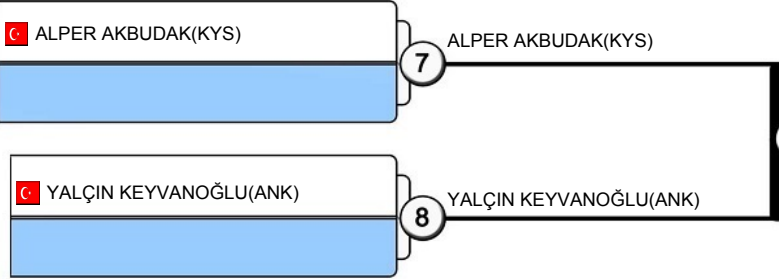 ALPER AKBUDAK(KYS)
7
ALPER AKBUDAK(KYS)
YALÇIN KEYVANOĞLU(ANK)
8
YALÇIN KEYVANOĞLU(ANK)